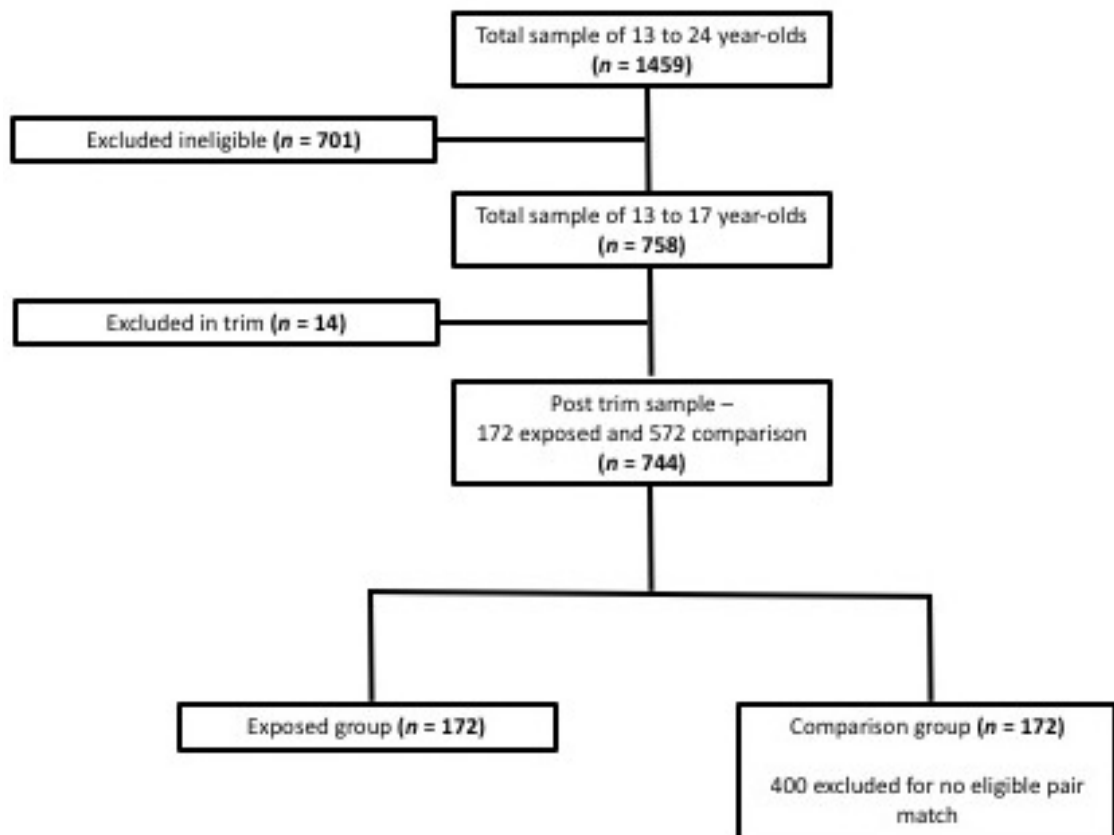 Total sample of 13 to 24 year-olds
(n = 1459)
Excluded ineligible (n = 701)
Total sample of 13 to 17 year-olds
(n = 758)
Excluded in trim (n = 14)
Post trim sample –
172 exposed and 572 comparison
(n = 744)
Exposed group (n = 172)
Comparison group (n = 172)
400 excluded for no eligible pair
match